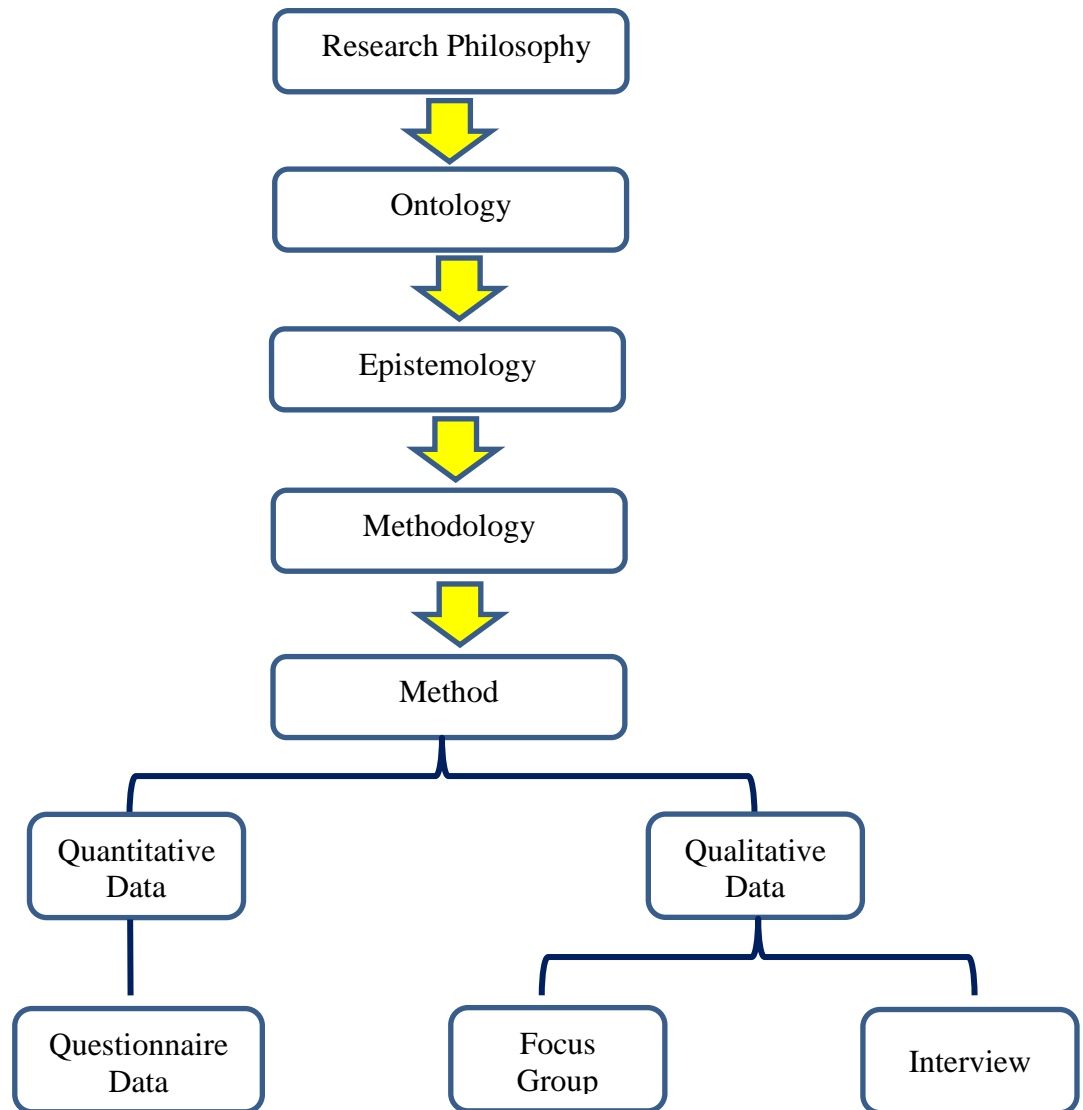 Research Philosophy
Ontology
Epistemology
Methodology
Method
Quantitative
Data
Qualitative
Data
Questionnaire
Data
Focus
Group
Interview